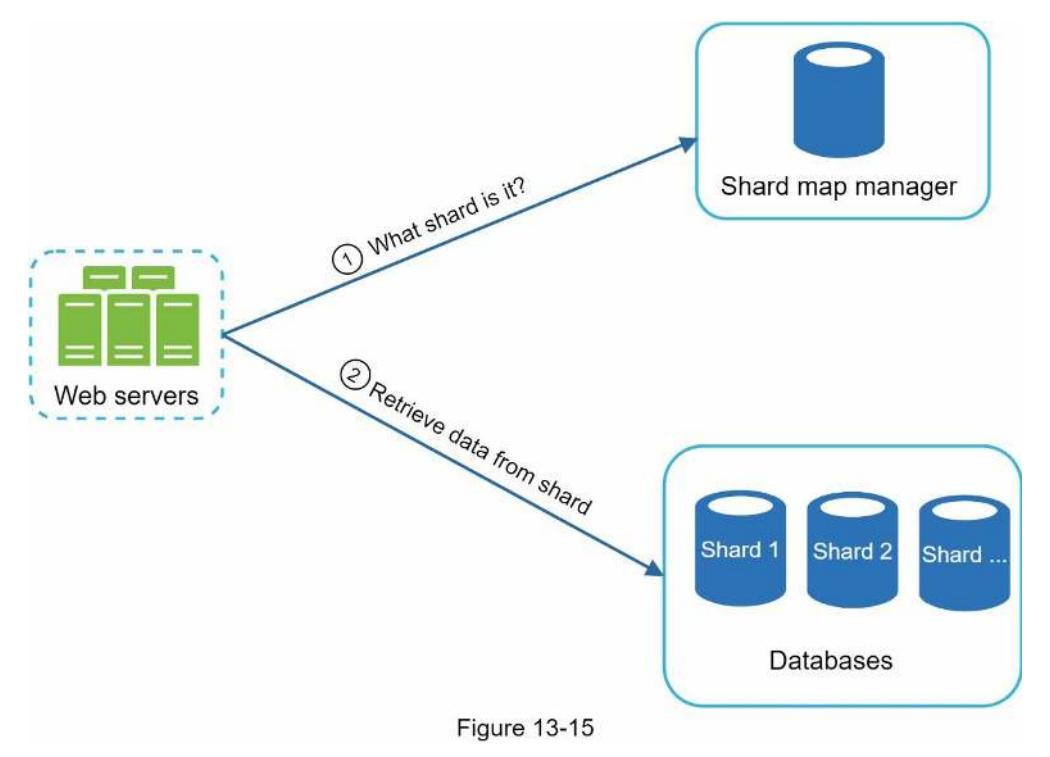 Shard map manager
① What shard is it?
Web servers
② Retrieve data from shard
Shard 1
Shard 2
Shard ...
Databases
Figure 13-15